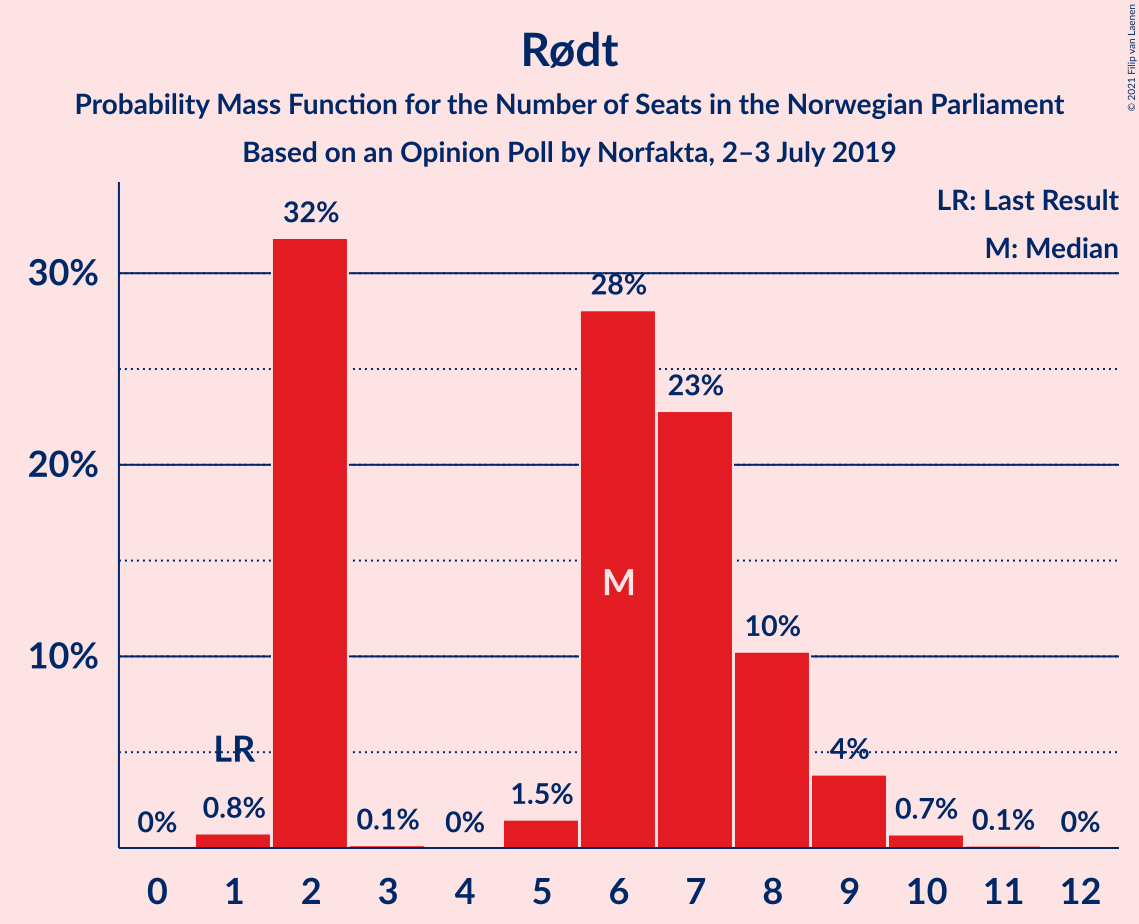 Rødt
Probability Mass Function for the Number of Seats in the Norwegian Parliament
Based on an Opinion Poll by Norfakta, 2–3 July 2019
© 2021 Filip van Laenen
LR: Last Result
M: Median
30%
20%
10%
0%
LR
0.8%
32%
0.1%
0%
1.5%
28%
M
23%
10%
4%
0.7%
0.1%
0%
0 1 2 3 4 5 6 7 8 9 10 11 12